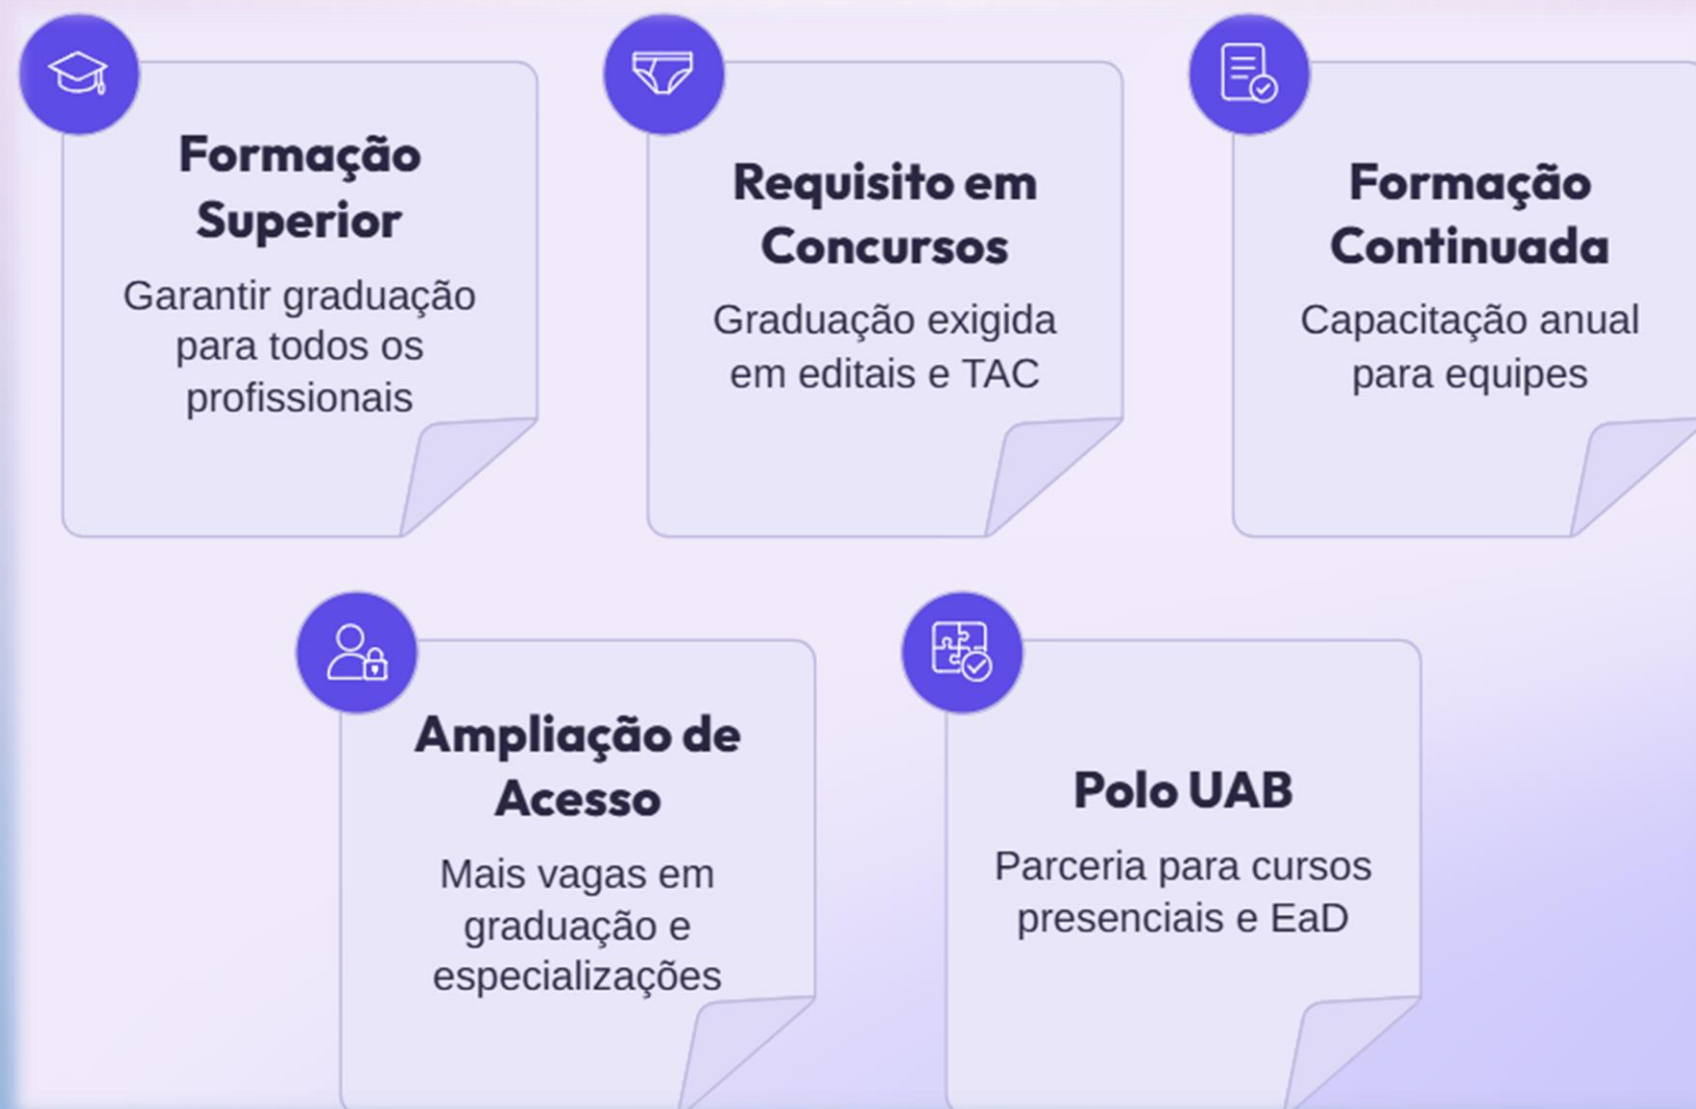 Formação
Superior
Garantir graduação
para todos os
profissionais
Requisito em
Concursos
Graduação exigida
em editais e TAC
Formação
Continuada
Capacitação anual
para equipes
Ampliação de
Acesso
Mais vagas em
graduação e
especializações
Polo UAB
Parceria para cursos
presenciais e EaD